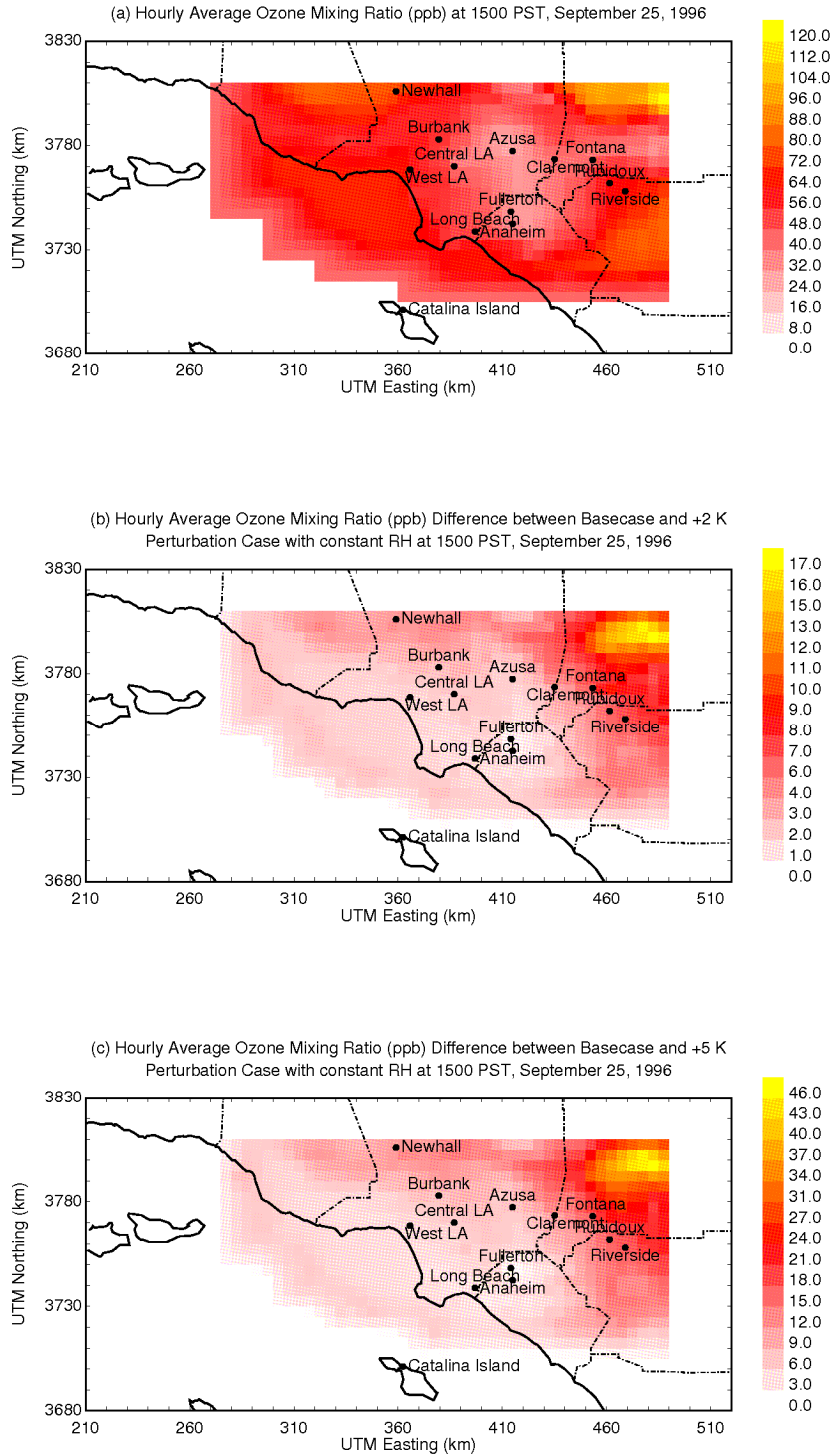 (a) Hourly Average Ozone Mixing Ratio (ppb) at 1500 PST, September 25, 1996
3830
3780
3730
3680
UTM Northing (km)
210 260 310 360 410 460 510
UTM Easting (km)
Newhall
Burbank
Azusa
Central LA
Fontana
Claremont
Rubidoux
West LA
Riverside
Fullerton
Long Beach
Anaheim
Catalina Island
120.0
112.0
104.0
96.0
88.0
80.0
72.0
64.0
56.0
48.0
40.0
32.0
24.0
16.0
8.0
0.0
(b) Hourly Average Ozone Mixing Ratio (ppb) Difference between Basecase and +2 K
Perturbation Case with constant RH at 1500 PST, September 25, 1996
3830
3780
3730
3680
UTM Northing (km)
210 260 310 360 410 460 510
UTM Easting (km)
Newhall
Burbank
Azusa
Central LA
Fontana
Claremont
Rubidoux
West LA
Riverside
Fullerton
Long Beach
Anaheim
Catalina Island
17.0
16.0
15.0
13.0
12.0
11.0
10.0
9.0
8.0
7.0
6.0
4.0
3.0
2.0
1.0
0.0
(c) Hourly Average Ozone Mixing Ratio (ppb) Difference between Basecase and +5 K
Perturbation Case with constant RH at 1500 PST, September 25, 1996
3830
3780
3730
3680
UTM Northing (km)
210 260 310 360 410 460 510
UTM Easting (km)
Newhall
Burbank
Azusa
Central LA
Fontana
Claremont
Rubidoux
West LA
Riverside
Fullerton
Long Beach
Anaheim
Catalina Island
46.0
43.0
40.0
37.0
34.0
31.0
27.0
24.0
21.0
18.0
15.0
12.0
9.0
6.0
3.0
0.0